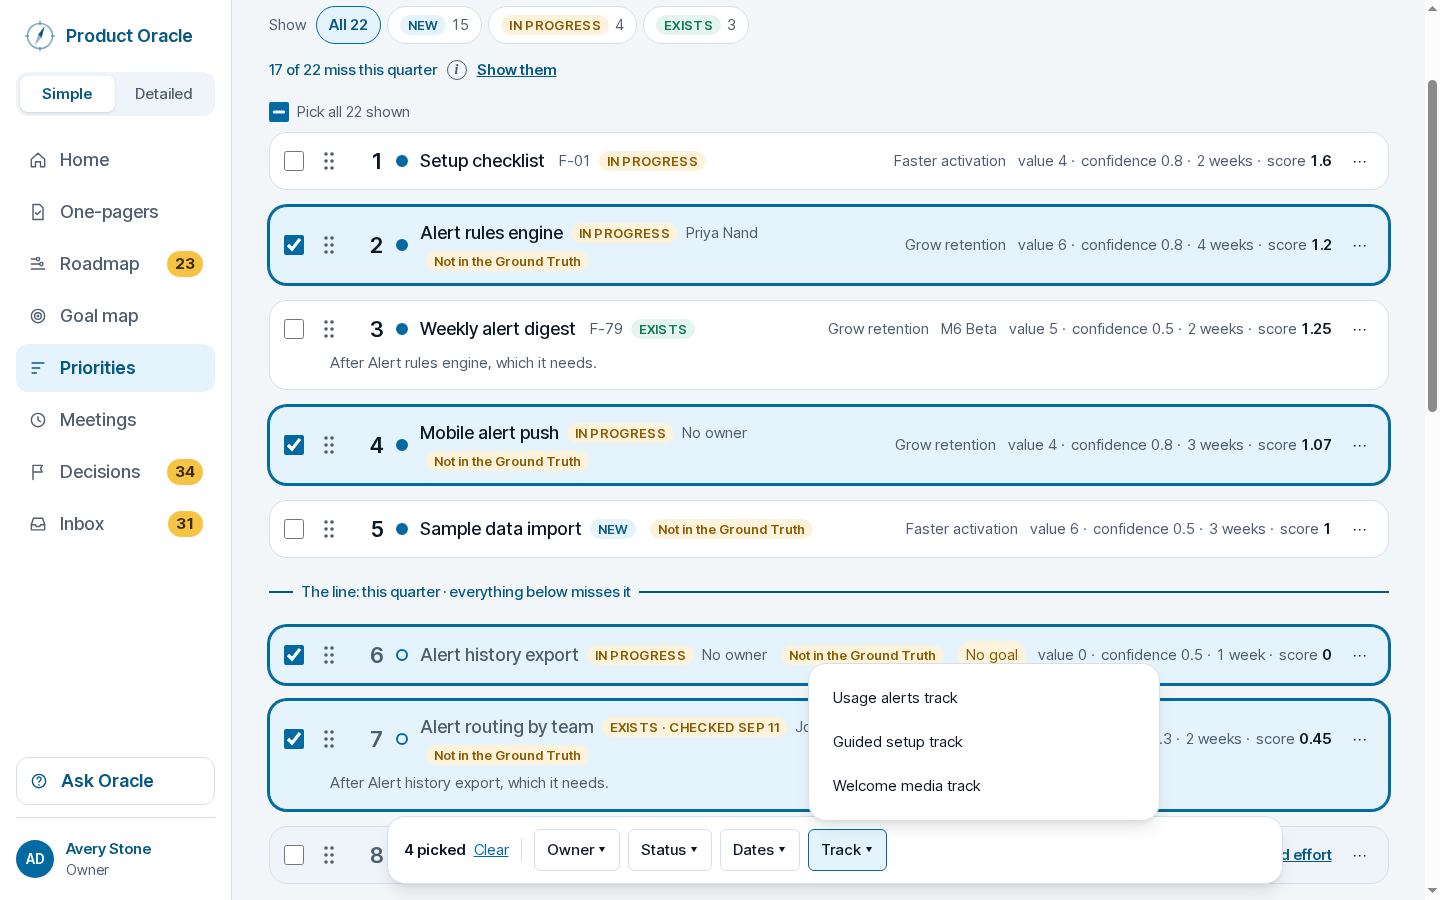 Product Oracle
Simple
Detailed
Home
One-pagers
Roadmap 23
Goal map
Priorities
Meetings
Decisions 34
Inbox 31
Ask Oracle
AD
Avery Stone
Owner
Show All 22 NEW 15 IN PROGRESS 4 EXISTS 3
17 of 22 miss this quarter i Show them
Pick all 22 shown
1 Setup checklist F-01 IN PROGRESS Faster activation value 4 · confidence 0.8 · 2 weeks · score 1.6 ...
2 Alert rules engine IN PROGRESS Priya Nand
Not in the Ground Truth
Grow retention value 6 · confidence 0.8 · 4 weeks · score 1.2 ...
3 Weekly alert digest F-79 EXISTS Grow retention M6 Beta value 5 · confidence 0.5 · 2 weeks · score 1.25 ...
After Alert rules engine, which it needs.
4 Mobile alert push IN PROGRESS No owner
Not in the Ground Truth
Grow retention value 4 · confidence 0.8 · 3 weeks · score 1.07 ...
5 Sample data import NEW Not in the Ground Truth Faster activation value 6 · confidence 0.5 · 3 weeks · score 1 ...
The line: this quarter · everything below misses it
6 Alert history export IN PROGRESS No owner Not in the Ground Truth No goal value 0 · confidence 0.5 · 1 week · score 0 ...
7 Alert routing by team EXISTS · CHECKED SEP 11
Not in the Ground Truth
.3 · 2 weeks · score 0.45 ...
After Alert history export, which it needs.
Usage alerts track
Guided setup track
Welcome media track
8
effort ...
4 picked Clear Owner ▾ Status ▾ Dates ▾ Track ▾